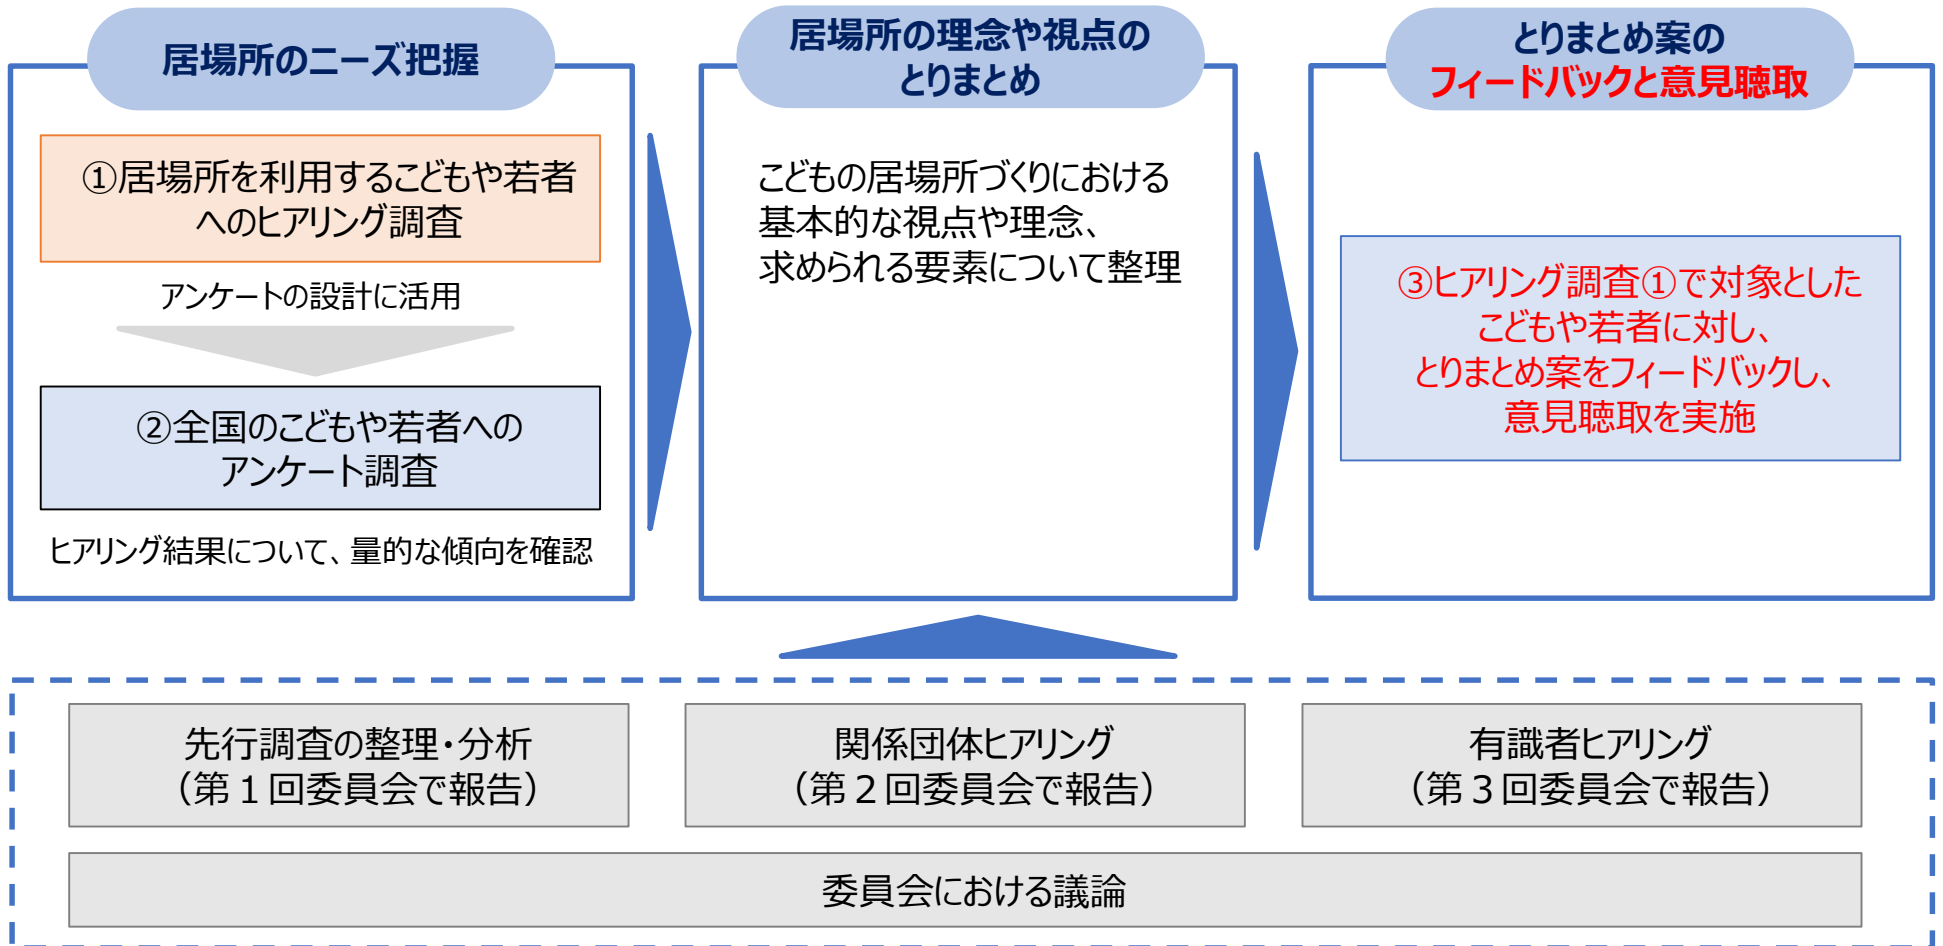 居場所のニーズ把握
①居場所を利用するこどもや若者
へのヒアリング調査
アンケートの設計に活用
②全国のこどもや若者への
アンケート調査
ヒアリング結果について、量的な傾向を確認
居場所の理念や視点の
とりまとめ
こどもの居場所づくりにおける
基本的な視点や理念、
求められる要素について整理
とりまとめ案の
フィードバックと意見聴取
③ヒアリング調査①で対象とした
こどもや若者に対し、
とりまとめ案をフィードバックし、
意見聴取を実施
先行調査の整理・分析
（第１回委員会で報告）
関係団体ヒアリング
（第２回委員会で報告）
有識者ヒアリング
（第３回委員会で報告）
委員会における議論